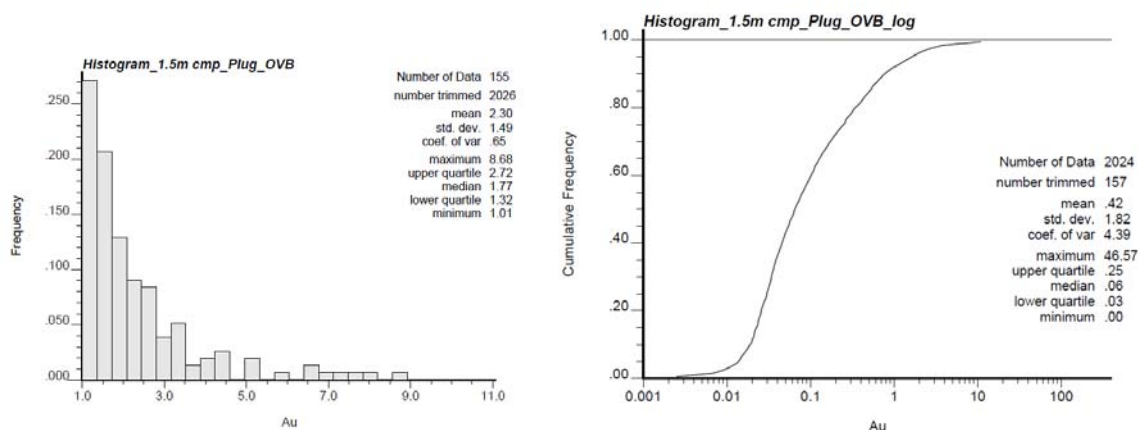 Histogram_1.5m cmp_Plug_OVB
Frequency
.250
.200
.150
.100
.050
.000
1.0 3.0 5.0 7.0 9.0 11.0
Au
Number of Data 155
number trimmed 2026
mean 2.30
std. dev. 1.49
coef. of var .65
maximum 8.68
upper quartile 2.72
median 1.77
lower quartile 1.32
minimum 1.01
Histogram_1.5m cmp_Plug_OVB_log
Cumulative Frequency
1.00
.80
.60
.40
.20
.00
0.001 0.01 0.1 1.0 10 100
Au
Number of Data 2024
number trimmed 157
mean .42
std. dev. 1.82
coef. of var 4.39
maximum 46.57
upper quartile .25
median .06
lower quartile .03
minimum .00